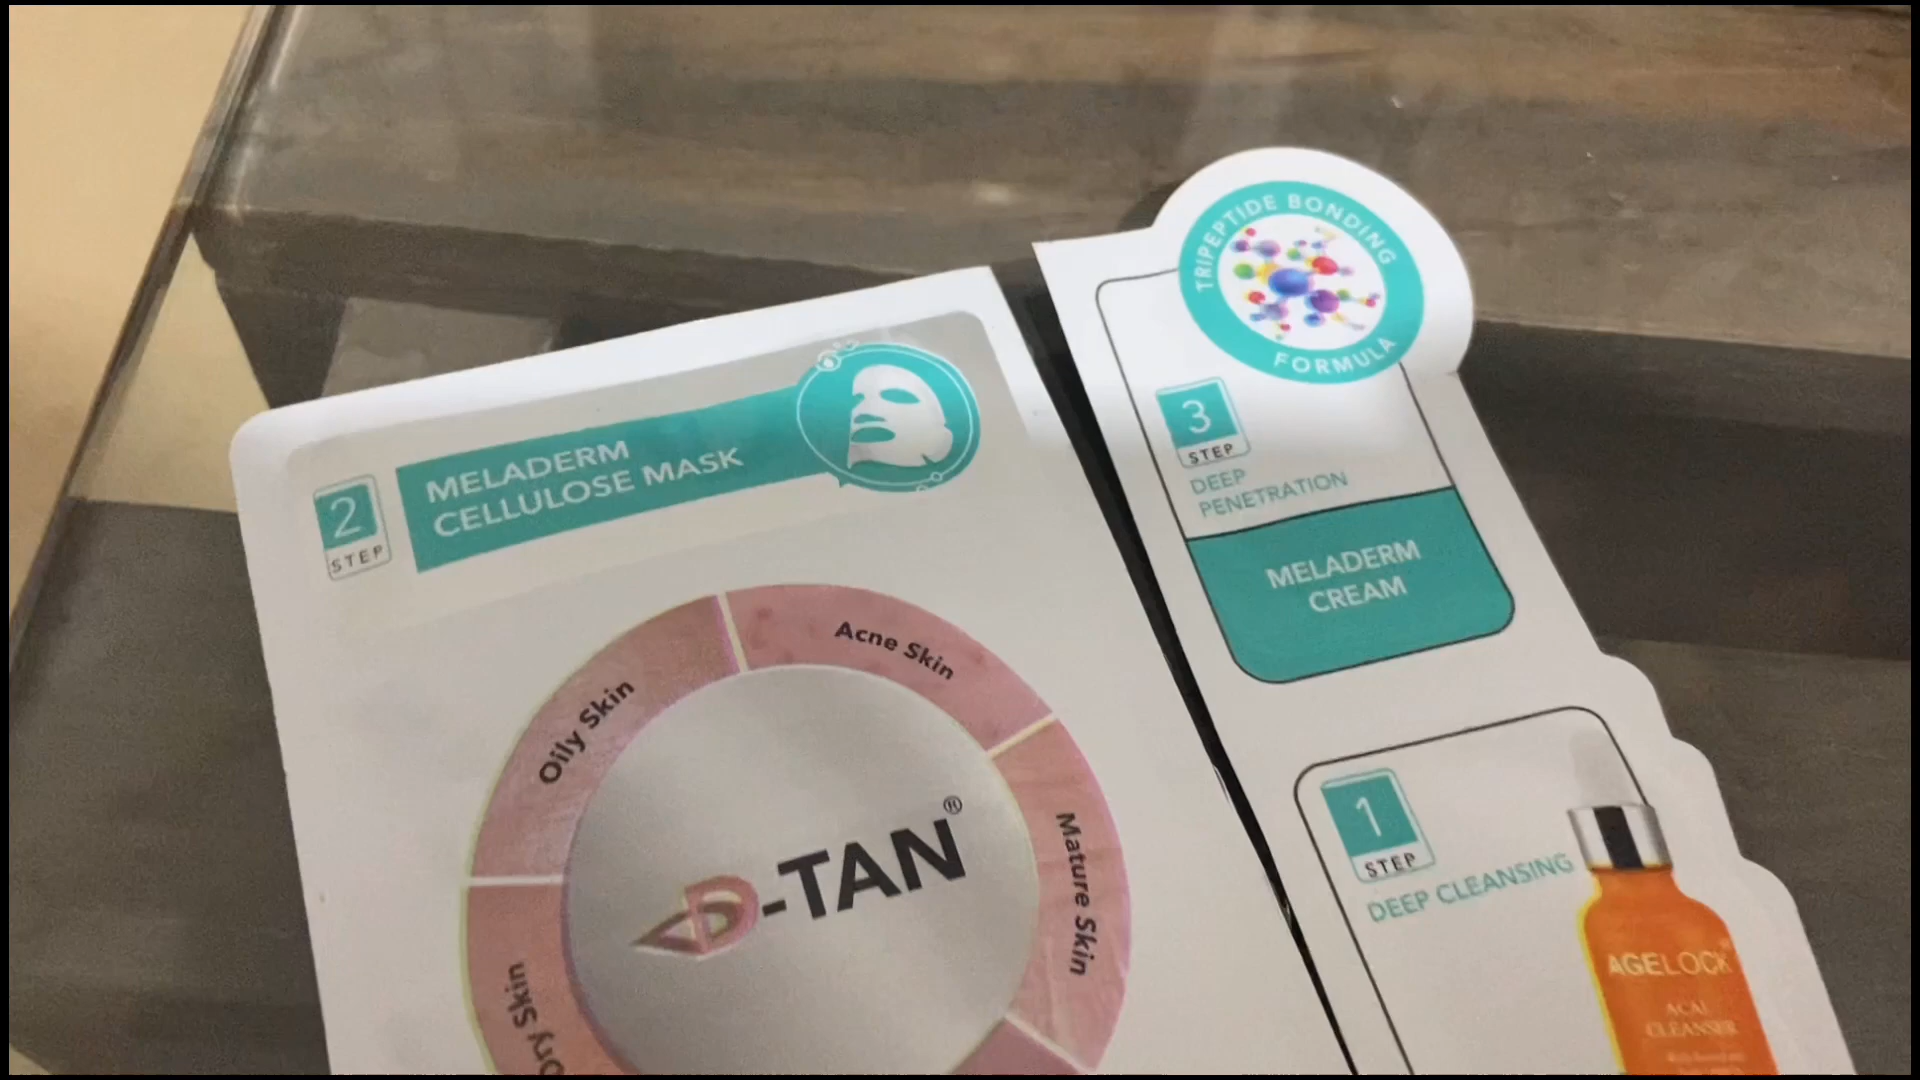 2
STEP
MELADERM
CELLULOSE MASK
Oily Skin
Acne Skin
Mature Skin
Dry Skin
D-TAN®
TRIPEPTIDE BONDING
FORMULA
3
STEP
DEEP
PENETRATION
MELADERM
CREAM
1
STEP
DEEP CLEANSING
AGELOCK
ACAI
CLEANSER